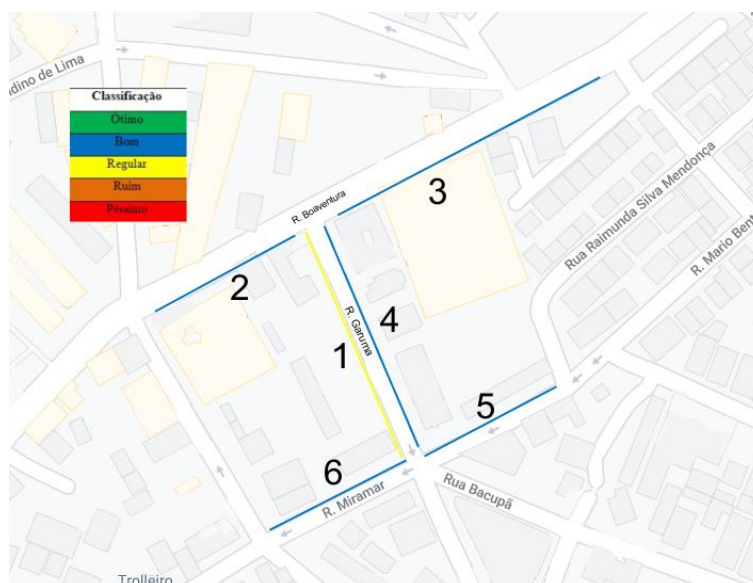 dino de Lima
Classificação
Ótimo
Bom
Regular
Ruim
Péssimo
R. Boaventura
3
Rua Raimunda Silva Mendonça
R. Mario Bent
2
R. Garuma
4
1
5
6
R. Miramar
Rua Bacupã
Trolleiro